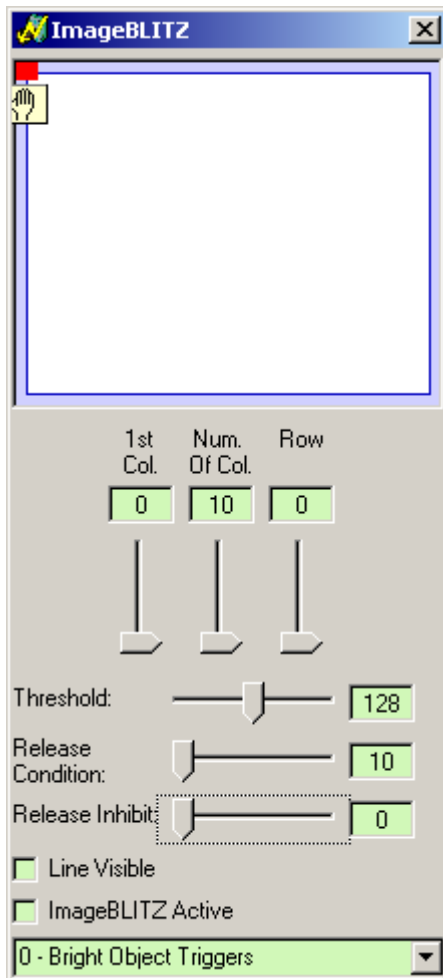 ImageBLITZ
1st Num. Row
Col. Of Col.
0 10 0
Threshold: 128
Release
Condition: 10
Release Inhibit: 0
Line Visible
ImageBLITZ Active
0 - Bright Object Triggers